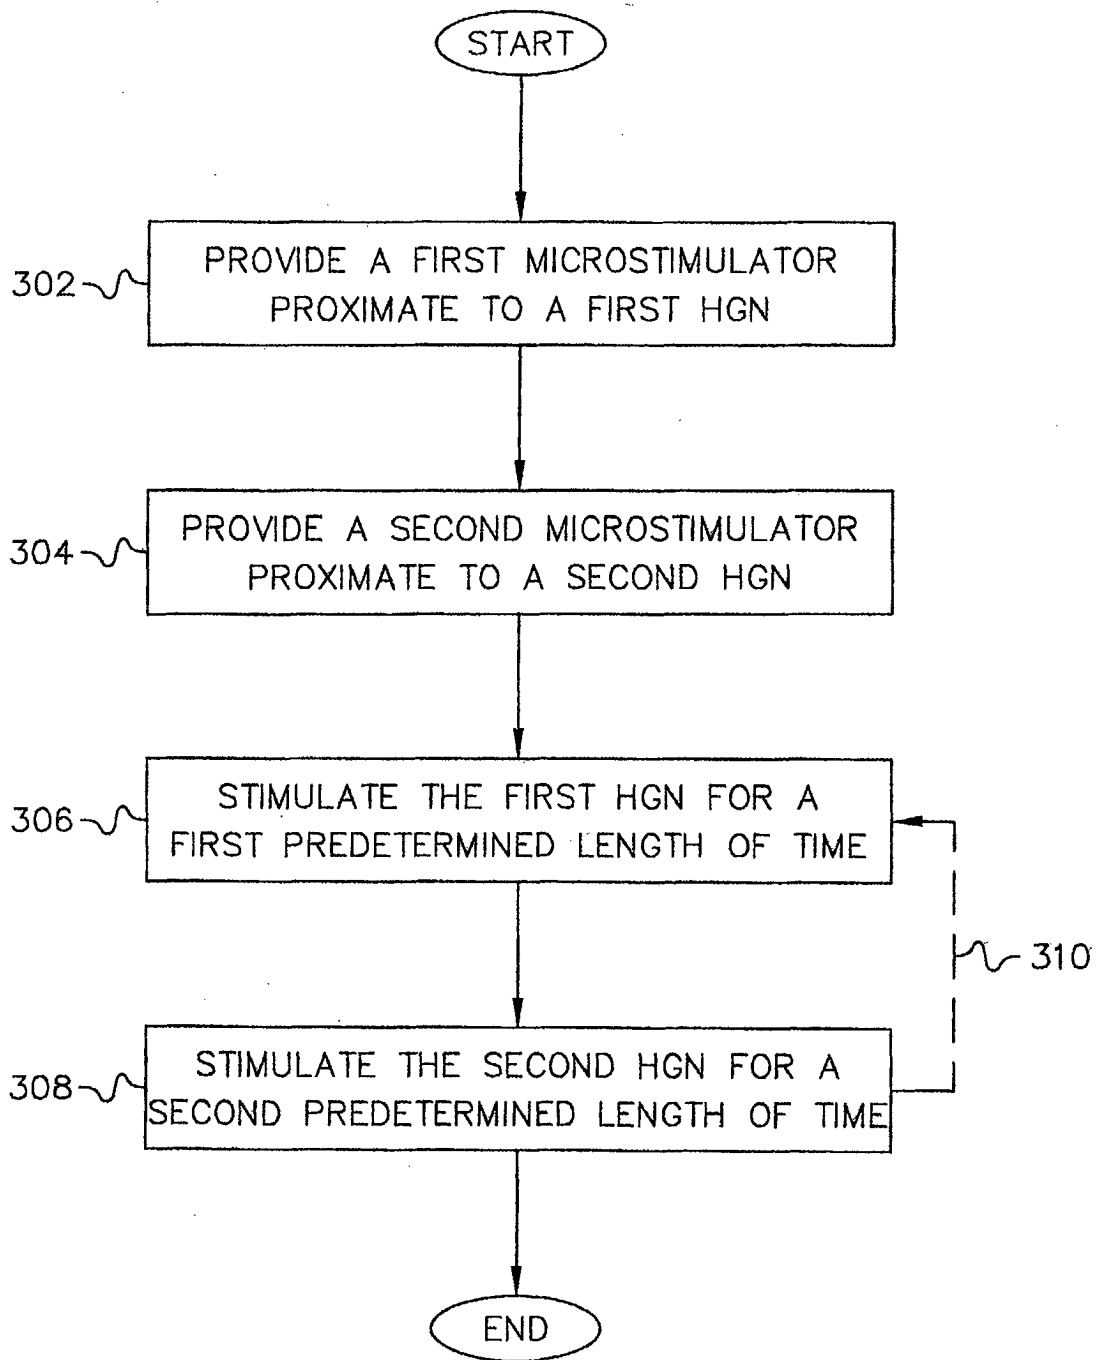 START
302
PROVIDE A FIRST MICROSTIMULATOR
PROXIMATE TO A FIRST HGN
304
PROVIDE A SECOND MICROSTIMULATOR
PROXIMATE TO A SECOND HGN
306
STIMULATE THE FIRST HGN FOR A
FIRST PREDETERMINED LENGTH OF TIME
310
308
STIMULATE THE SECOND HGN FOR A
SECOND PREDETERMINED LENGTH OF TIME
END